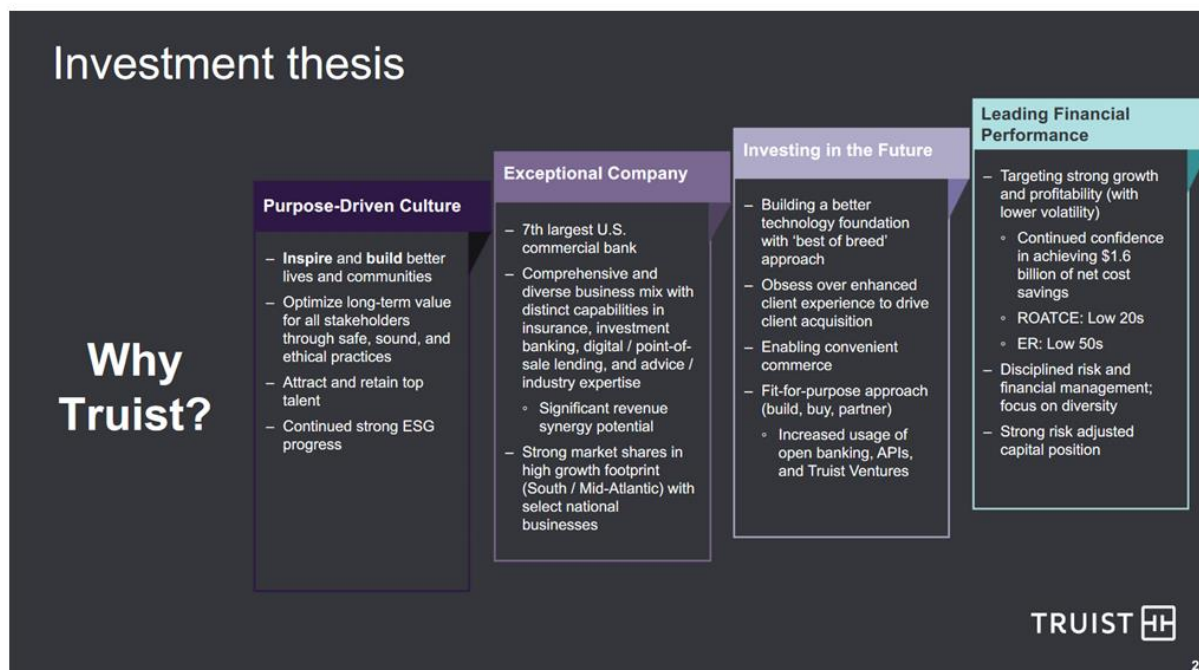 Investment thesis
Why
Truist?
Purpose-Driven Culture
– Inspire and build better
lives and communities
– Optimize long-term value
for all stakeholders
through safe, sound, and
ethical practices
– Attract and retain top
talent
– Continued strong ESG
progress
Exceptional Company
– 7th largest U.S.
commercial bank
– Comprehensive and
diverse business mix with
distinct capabilities in
insurance, investment
banking, digital / point-of-
sale lending, and advice /
industry expertise
◦ Significant revenue
synergy potential
– Strong market shares in
high growth footprint
(South / Mid-Atlantic) with
select national
businesses
Investing in the Future
– Building a better
technology foundation
with ‘best of breed’
approach
– Obsess over enhanced
client experience to drive
client acquisition
– Enabling convenient
commerce
– Fit-for-purpose approach
(build, buy, partner)
◦ Increased usage of
open banking, APIs,
and Truist Ventures
Leading Financial
Performance
– Targeting strong growth
and profitability (with
lower volatility)
◦ Continued confidence
in achieving $1.6
billion of net cost
savings
◦ ROATCE: Low 20s
◦ ER: Low 50s
– Disciplined risk and
financial management;
focus on diversity
– Strong risk adjusted
capital position
TRUIST